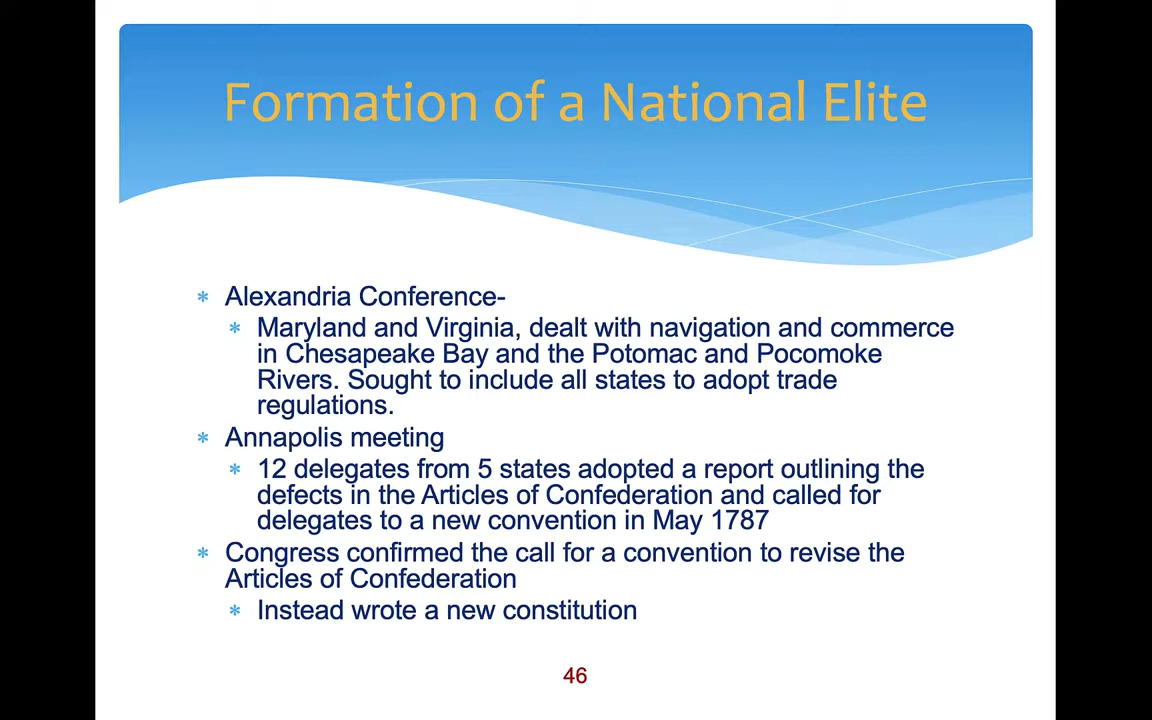 Formation of a National Elite
* Alexandria Conference-
* Maryland and Virginia, dealt with navigation and commerce
in Chesapeake Bay and the Potomac and Pocomoke
Rivers. Sought to include all states to adopt trade
regulations.
* Annapolis meeting
* 12 delegates from 5 states adopted a report outlining the
defects in the Articles of Confederation and called for
delegates to a new convention in May 1787
* Congress confirmed the call for a convention to revise the
Articles of Confederation
* Instead wrote a new constitution
46